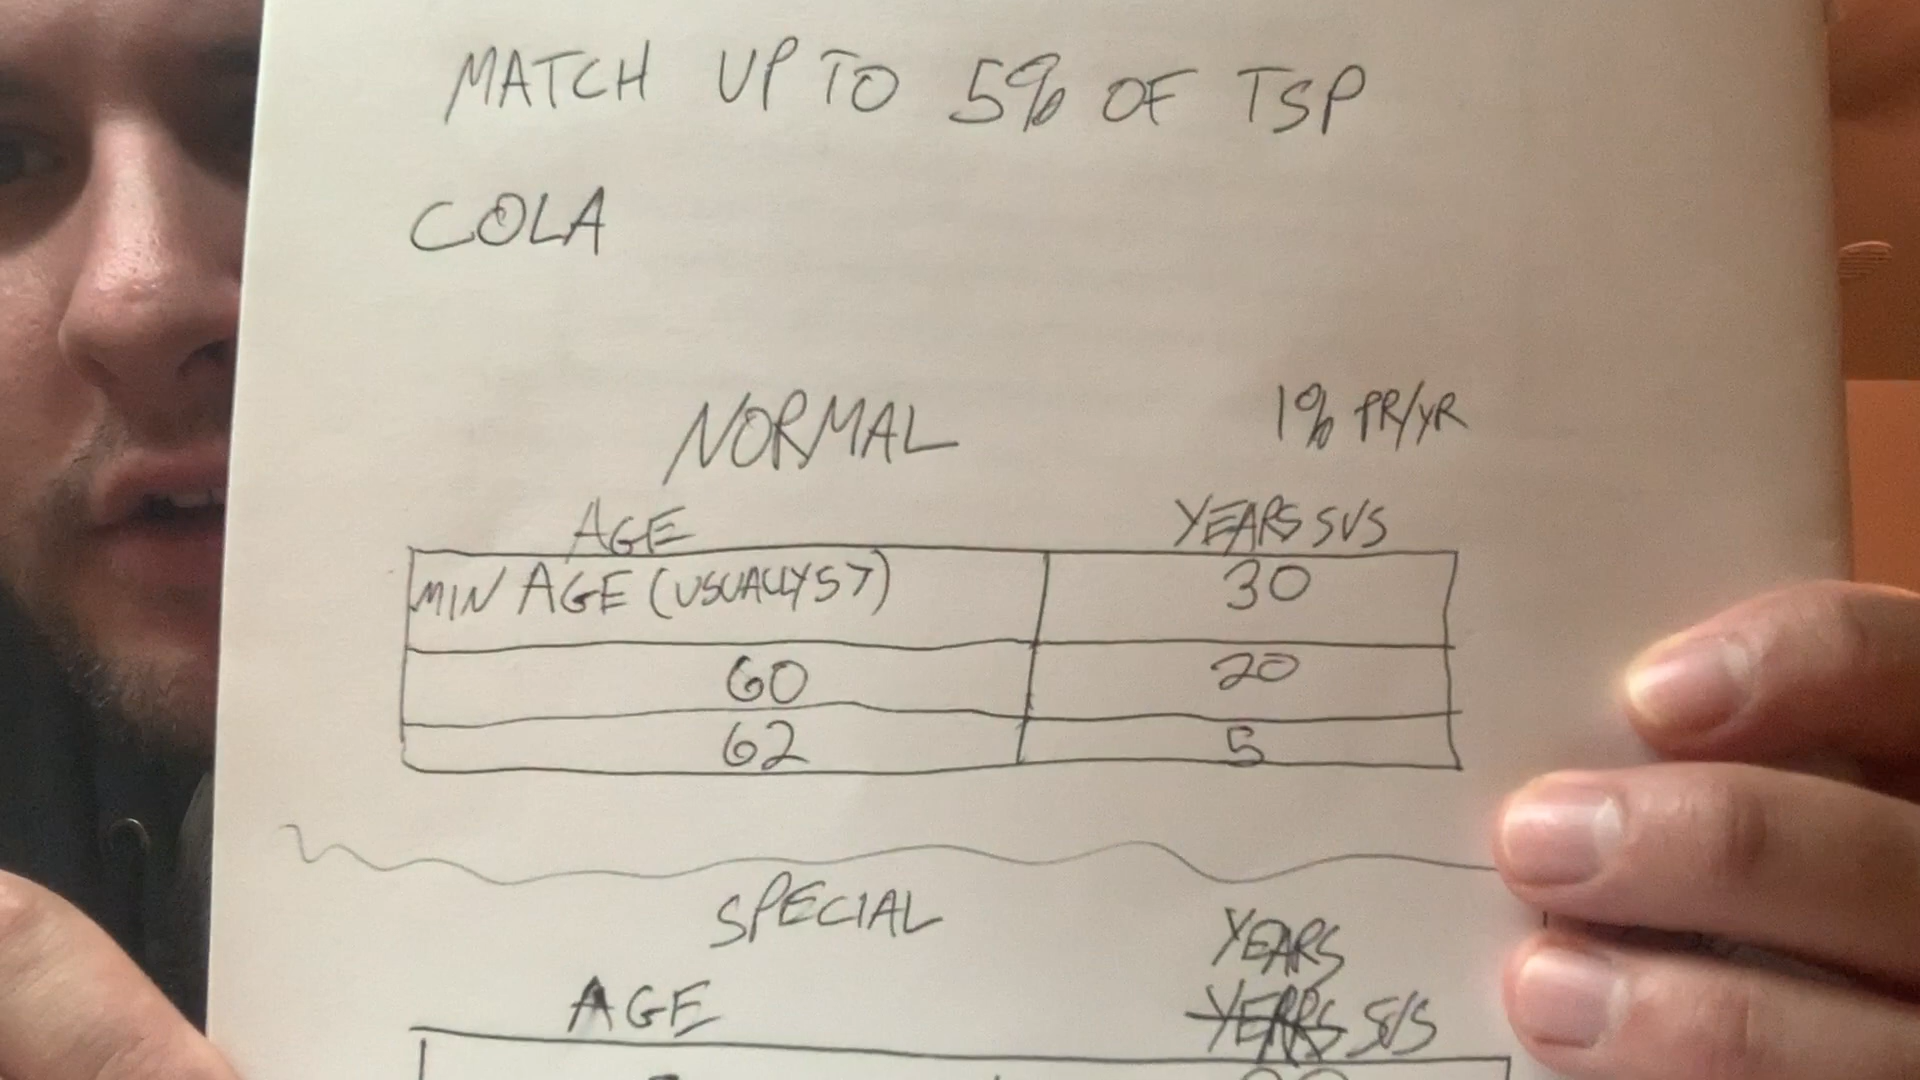 MATCH UP TO 5% OF TSP
COLA
NORMAL 1% PR/YR
AGE YEARS SVS
MIN AGE (USUALLY 57) 30
60 20
62 5
SPECIAL
YEARS
AGE YEARS SVS